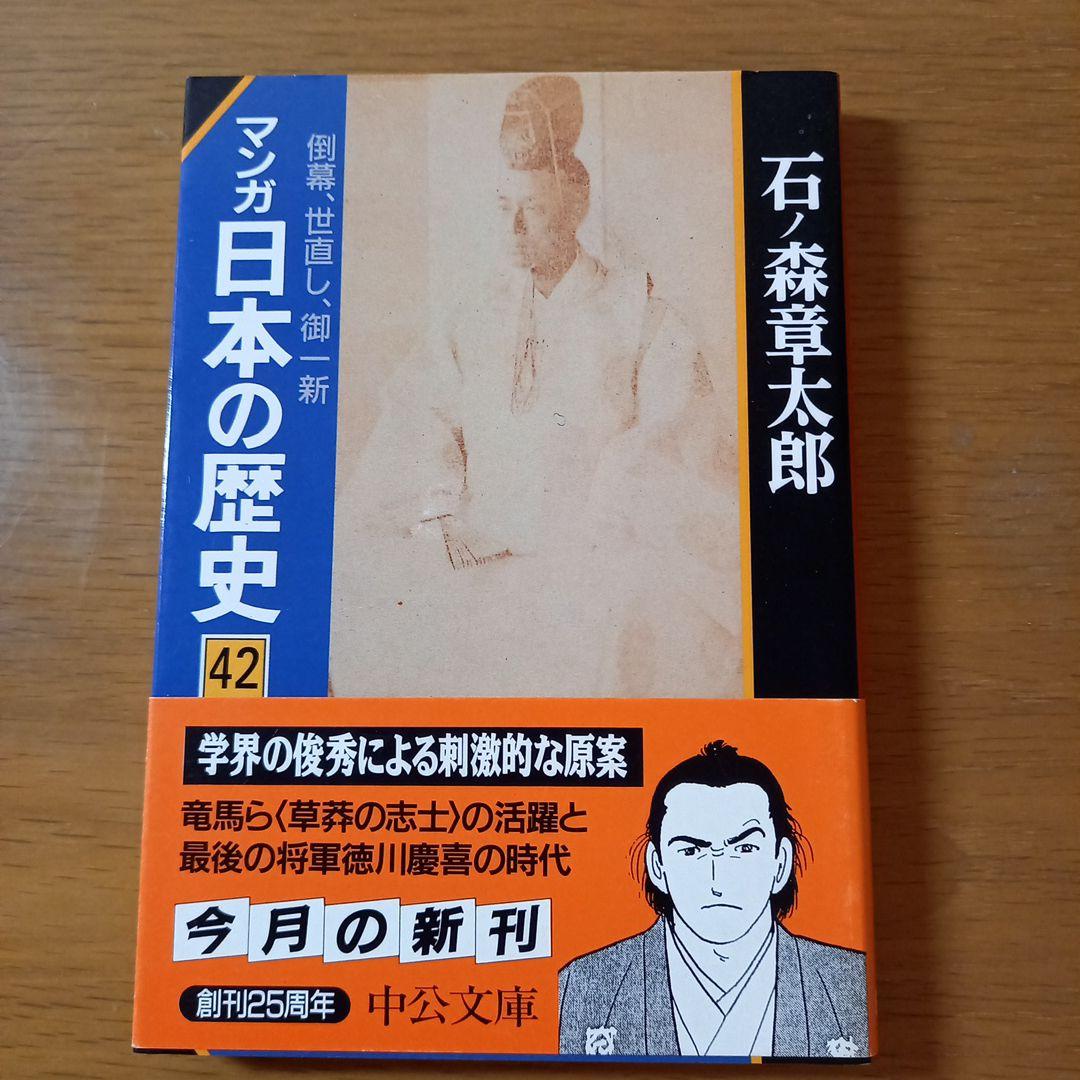 石ノ森章太郎
倒幕、世直し、御一新
マンガ
日本の歴史
42
学界の俊秀による刺激的な原案
竜馬ら〈草莽の志士〉の活躍と
最後の将軍徳川慶喜の時代
今月の新刊
創刊25周年
中公文庫